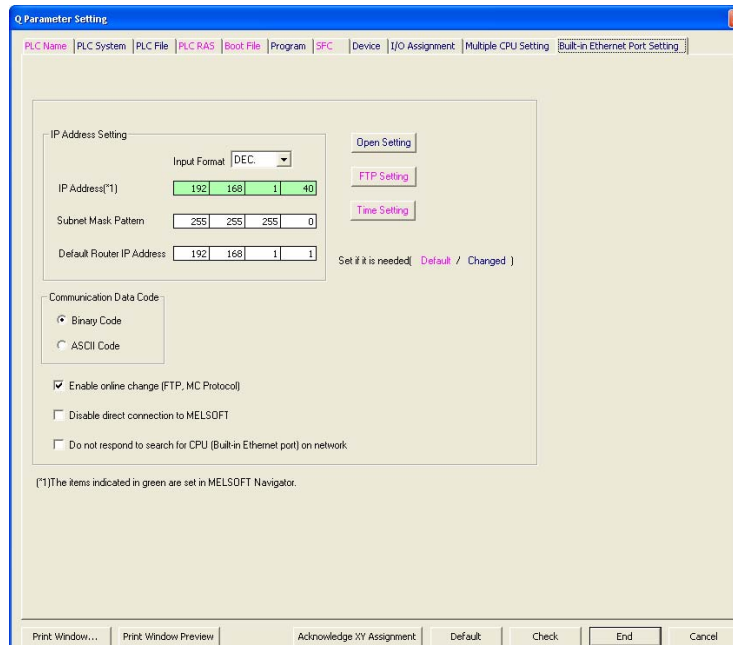 Q Parameter Setting
PLC Name PLC System PLC File PLC RAS Boot File Program SFC Device I/O Assignment Multiple CPU Setting Built-in Ethernet Port Setting
IP Address Setting
Input Format DEC.
IP Address(*1) 192 168 1 40
Subnet Mask Pattern 255 255 255 0
Default Router IP Address 192 168 1 1
Open Setting
FTP Setting
Time Setting
Set if it is needed( Default / Changed )
Communication Data Code
Binary Code
ASCII Code
Enable online change (FTP, MC Protocol)
Disable direct connection to MELSOFT
Do not respond to search for CPU (Built-in Ethernet port) on network
(*1)The items indicated in green are set in MELSOFT Navigator.
Print Window... Print Window Preview Acknowledge XY Assignment Default Check End Cancel